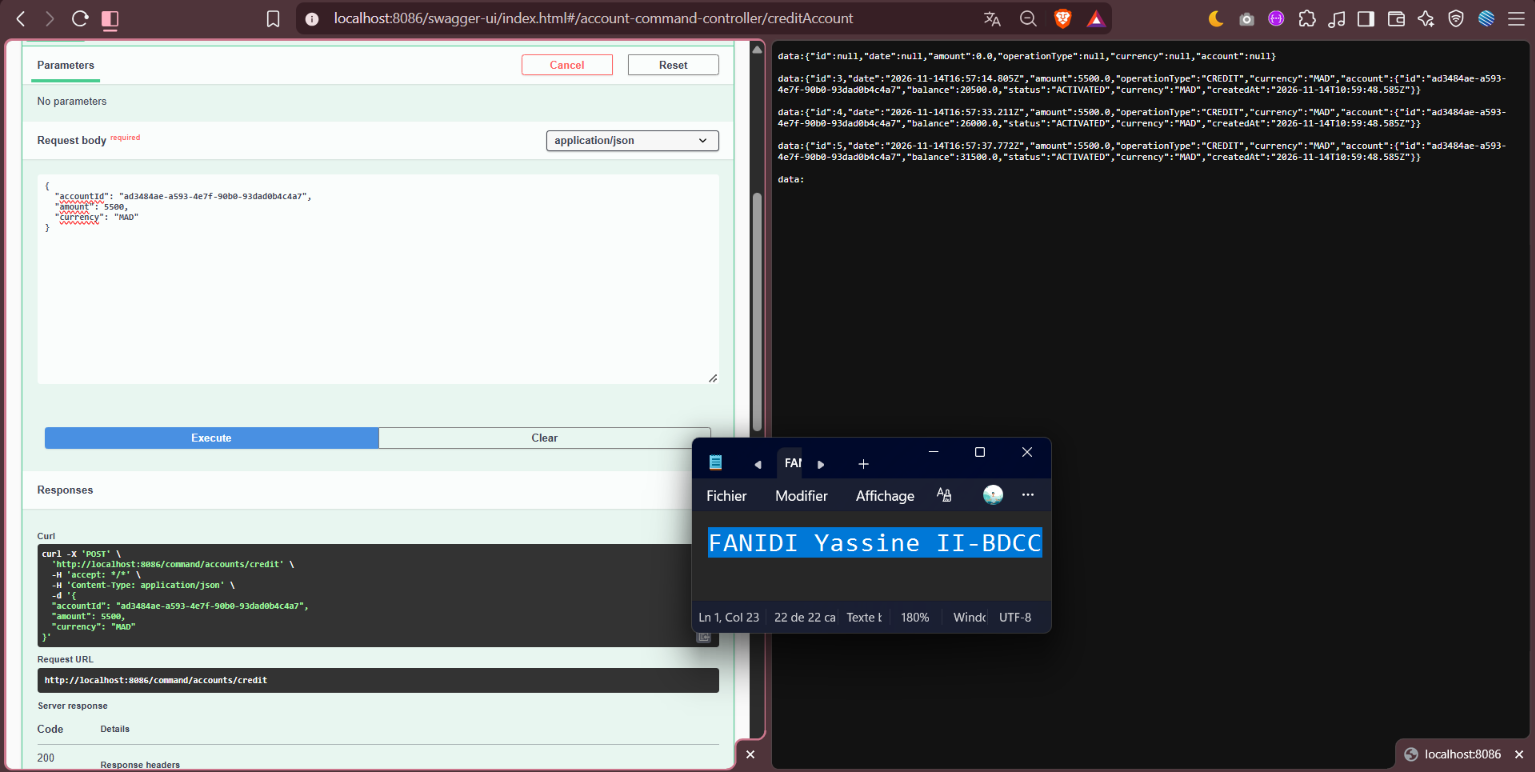 localhost:8086/swagger-ui/index.html#/account-command-controller/creditAccount
Parameters
Cancel
Reset
No parameters
Request body required
application/json
{
"accountId": "ad3484ae-a593-4e7f-90b0-93dad0b4c4a7",
"amount": 5500,
"currency": "MAD"
}
Execute
Clear
Responses
Curl
curl -X 'POST' \
'http://localhost:8086/command/accounts/credit' \
-H 'accept: */*' \
-H 'Content-Type: application/json' \
-d '{
"accountId": "ad3484ae-a593-4e7f-90b0-93dad0b4c4a7",
"amount": 5500,
"currency": "MAD"
}'
Request URL
http://localhost:8086/command/accounts/credit
Server response
Code
Details
200
Response headers
data:{"id":null,"date":null,"amount":0.0,"operationType":null,"currency":null,"account":null}
data:{"id":3,"date":"2026-11-14T16:57:14.805Z","amount":5500.0,"operationType":"CREDIT","currency":"MAD","account":{"id":"ad3484ae-a593-
4e7f-90b0-93dad0b4c4a7","balance":20500.0,"status":"ACTIVATED","currency":"MAD","createdAt":"2026-11-14T10:59:48.585Z"}}
data:{"id":4,"date":"2026-11-14T16:57:33.211Z","amount":5500.0,"operationType":"CREDIT","currency":"MAD","account":{"id":"ad3484ae-a593-
4e7f-90b0-93dad0b4c4a7","balance":26000.0,"status":"ACTIVATED","currency":"MAD","createdAt":"2026-11-14T10:59:48.585Z"}}
data:{"id":5,"date":"2026-11-14T16:57:37.772Z","amount":5500.0,"operationType":"CREDIT","currency":"MAD","account":{"id":"ad3484ae-a593-
4e7f-90b0-93dad0b4c4a7","balance":31500.0,"status":"ACTIVATED","currency":"MAD","createdAt":"2026-11-14T10:59:48.585Z"}}
data:
FAN
Fichier
Modifier
Affichage
FANIDI Yassine II-BDCC
Ln 1, Col 23
22 de 22 ca
Texte b
180%
Windo
UTF-8
localhost:8086